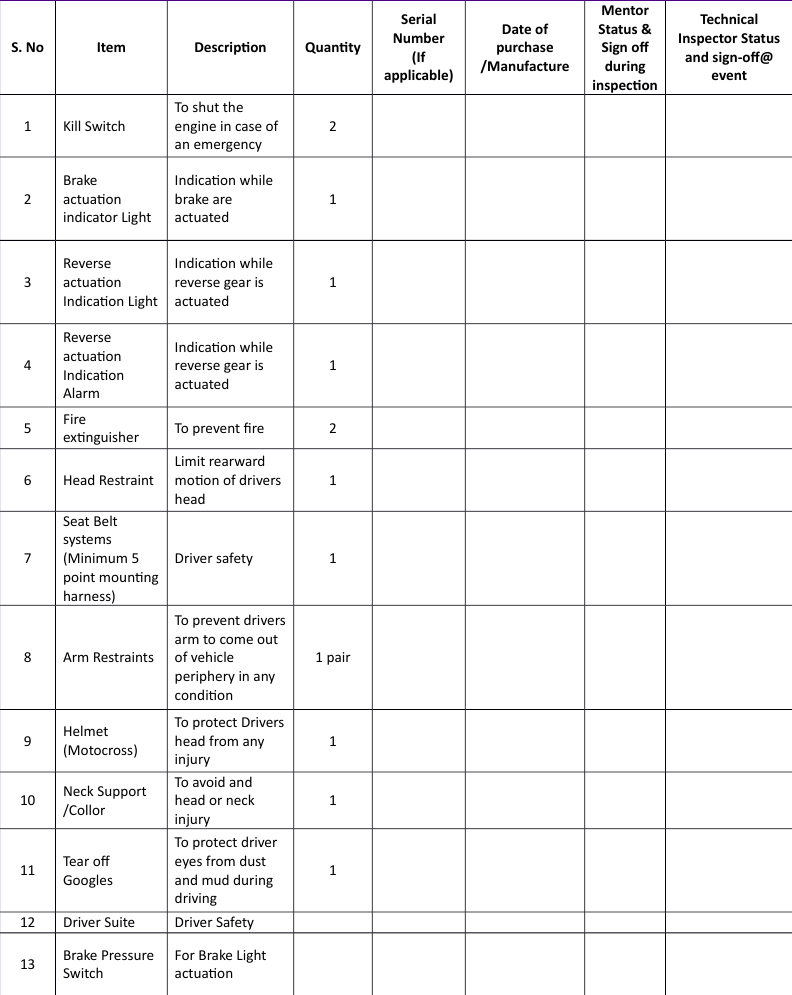 S. No
Item
Description
Quantity
Serial
Number
(If
applicable)
Date of
purchase
/Manufacture
Mentor
Status &
Sign off
during
inspection
Technical
Inspector Status
and sign-off@
event
1
Kill Switch
To shut the
engine in case of
an emergency
2
2
Brake
actuation
indicator Light
Indication while
brake are
actuated
1
3
Reverse
actuation
Indication Light
Indication while
reverse gear is
actuated
1
4
Reverse
actuation
Indication
Alarm
Indication while
reverse gear is
actuated
1
5
Fire
extinguisher
To prevent fire
2
6
Head Restraint
Limit rearward
motion of drivers
head
1
7
Seat Belt
systems
(Minimum 5
point mounting
harness)
Driver safety
1
8
Arm Restraints
To prevent drivers
arm to come out
of vehicle
periphery in any
condition
1 pair
9
Helmet
(Motocross)
To protect Drivers
head from any
injury
1
10
Neck Support
/Collor
To avoid and
head or neck
injury
1
11
Tear off
Googles
To protect driver
eyes from dust
and mud during
driving
1
12
Driver Suite
Driver Safety
13
Brake Pressure
Switch
For Brake Light
actuation